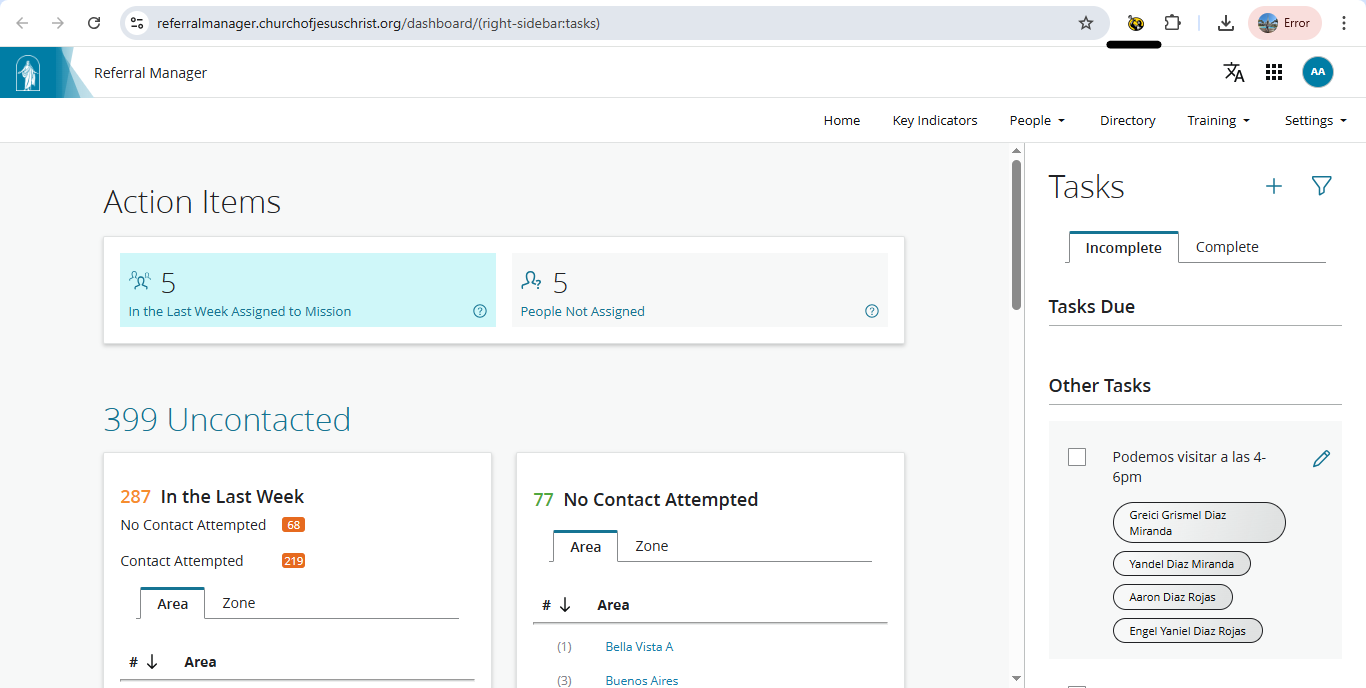 referralmanager.churchofjesuschrist.org/dashboard/(right-sidebar:tasks)
Error
Referral Manager
AA
Home
Key Indicators
People
Directory
Training
Settings
Action Items
5
In the Last Week Assigned to Mission
?
5
People Not Assigned
?
399 Uncontacted
287 In the Last Week
No Contact Attempted 68
Contact Attempted 219
Area
Zone
# Area
77 No Contact Attempted
Area
Zone
# Area
(1) Bella Vista A
(3) Buenos Aires
Tasks
Incomplete
Complete
Tasks Due
Other Tasks
Podemos visitar a las 4-
6pm
Greici Grismel Diaz
Miranda
Yandel Diaz Miranda
Aaron Diaz Rojas
Engel Yaniel Diaz Rojas